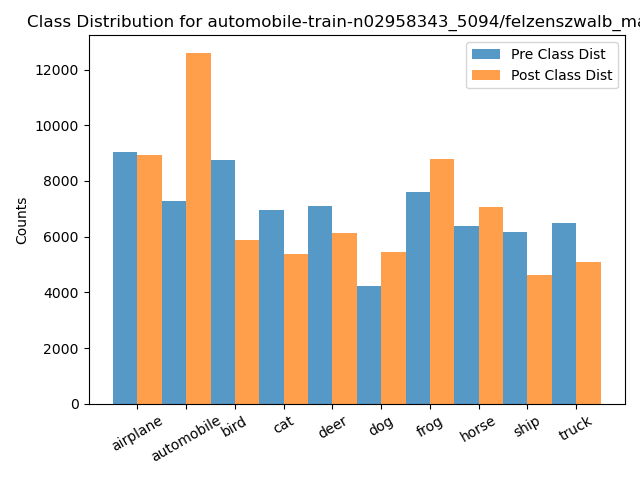 Class Distribution for automobile-train-n02958343_5094/felzenszwalb_ma
Pre Class Dist
Post Class Dist
Counts
12000
10000
8000
6000
4000
2000
0
airplane
automobile
bird
cat
deer
dog
frog
horse
ship
truck